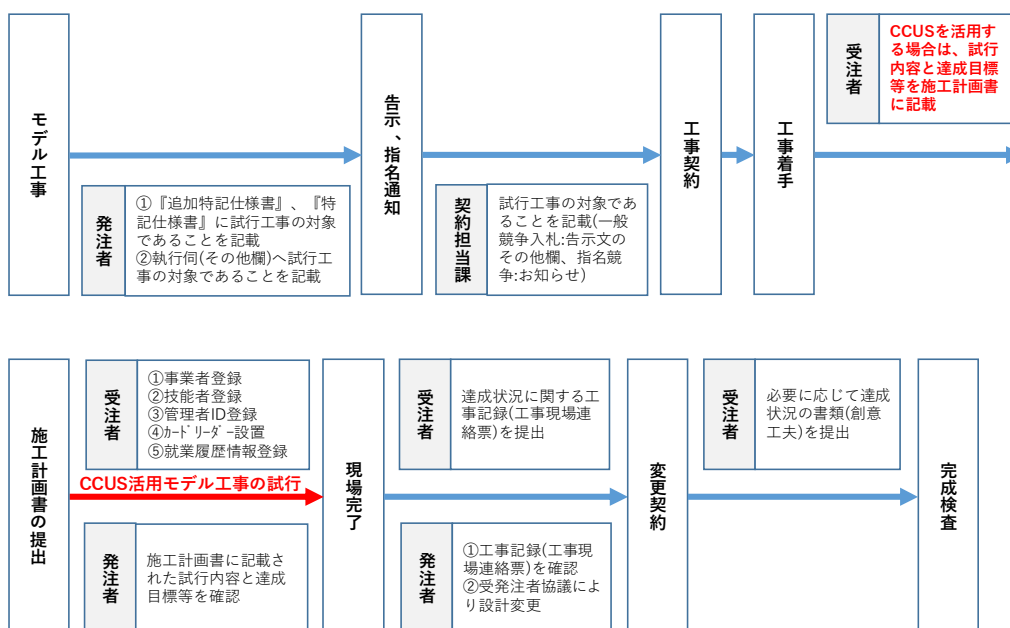 モデル工事
発注者
①『追加特記仕様書』、『特
記仕様書』に試行工事の対象
であることを記載
②執行伺(その他欄)へ試行工
事の対象であることを記載
告示、指名通知
契約担当課
試行工事の対象であ
ることを記載(一般
競争入札:告示文の
その他欄、指名競
争:お知らせ)
工事契約
工事着手
受注者
CCUSを活用す
る場合は、試行
内容と達成目標
等を施工計画書
に記載
施工計画書の提出
受注者
①事業者登録
②技能者登録
③管理者ID登録
④ｶｰﾄﾞﾘｰﾀﾞｰ設置
⑤就業履歴情報登録
CCUS活用モデル工事の試行
発注者
施工計画書に記載さ
れた試行内容と達成
目標等を確認
現場完了
受注者
達成状況に関する工
事記録(工事現場連
絡票)を提出
発注者
①工事記録(工事現
場連絡票)を確認
②受発注者協議によ
り設計変更
変更契約
受注者
必要に応じて達成
状況の書類(創意
工夫)を提出
完成検査